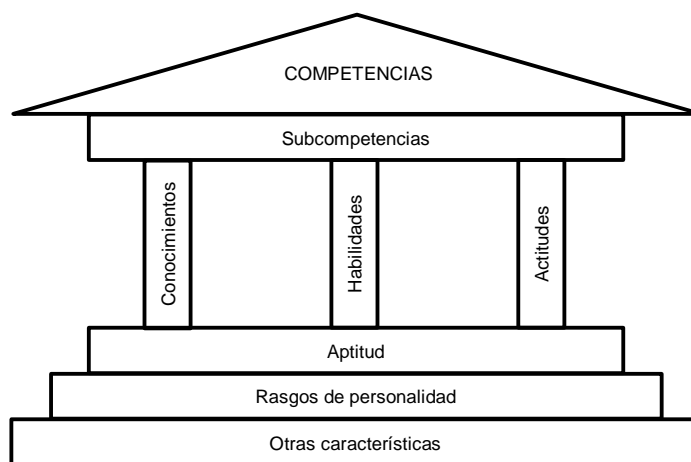 COMPETENCIAS
Subcompetencias
Conocimientos
Habilidades
Actitudes
Aptitud
Rasgos de personalidad
Otras características